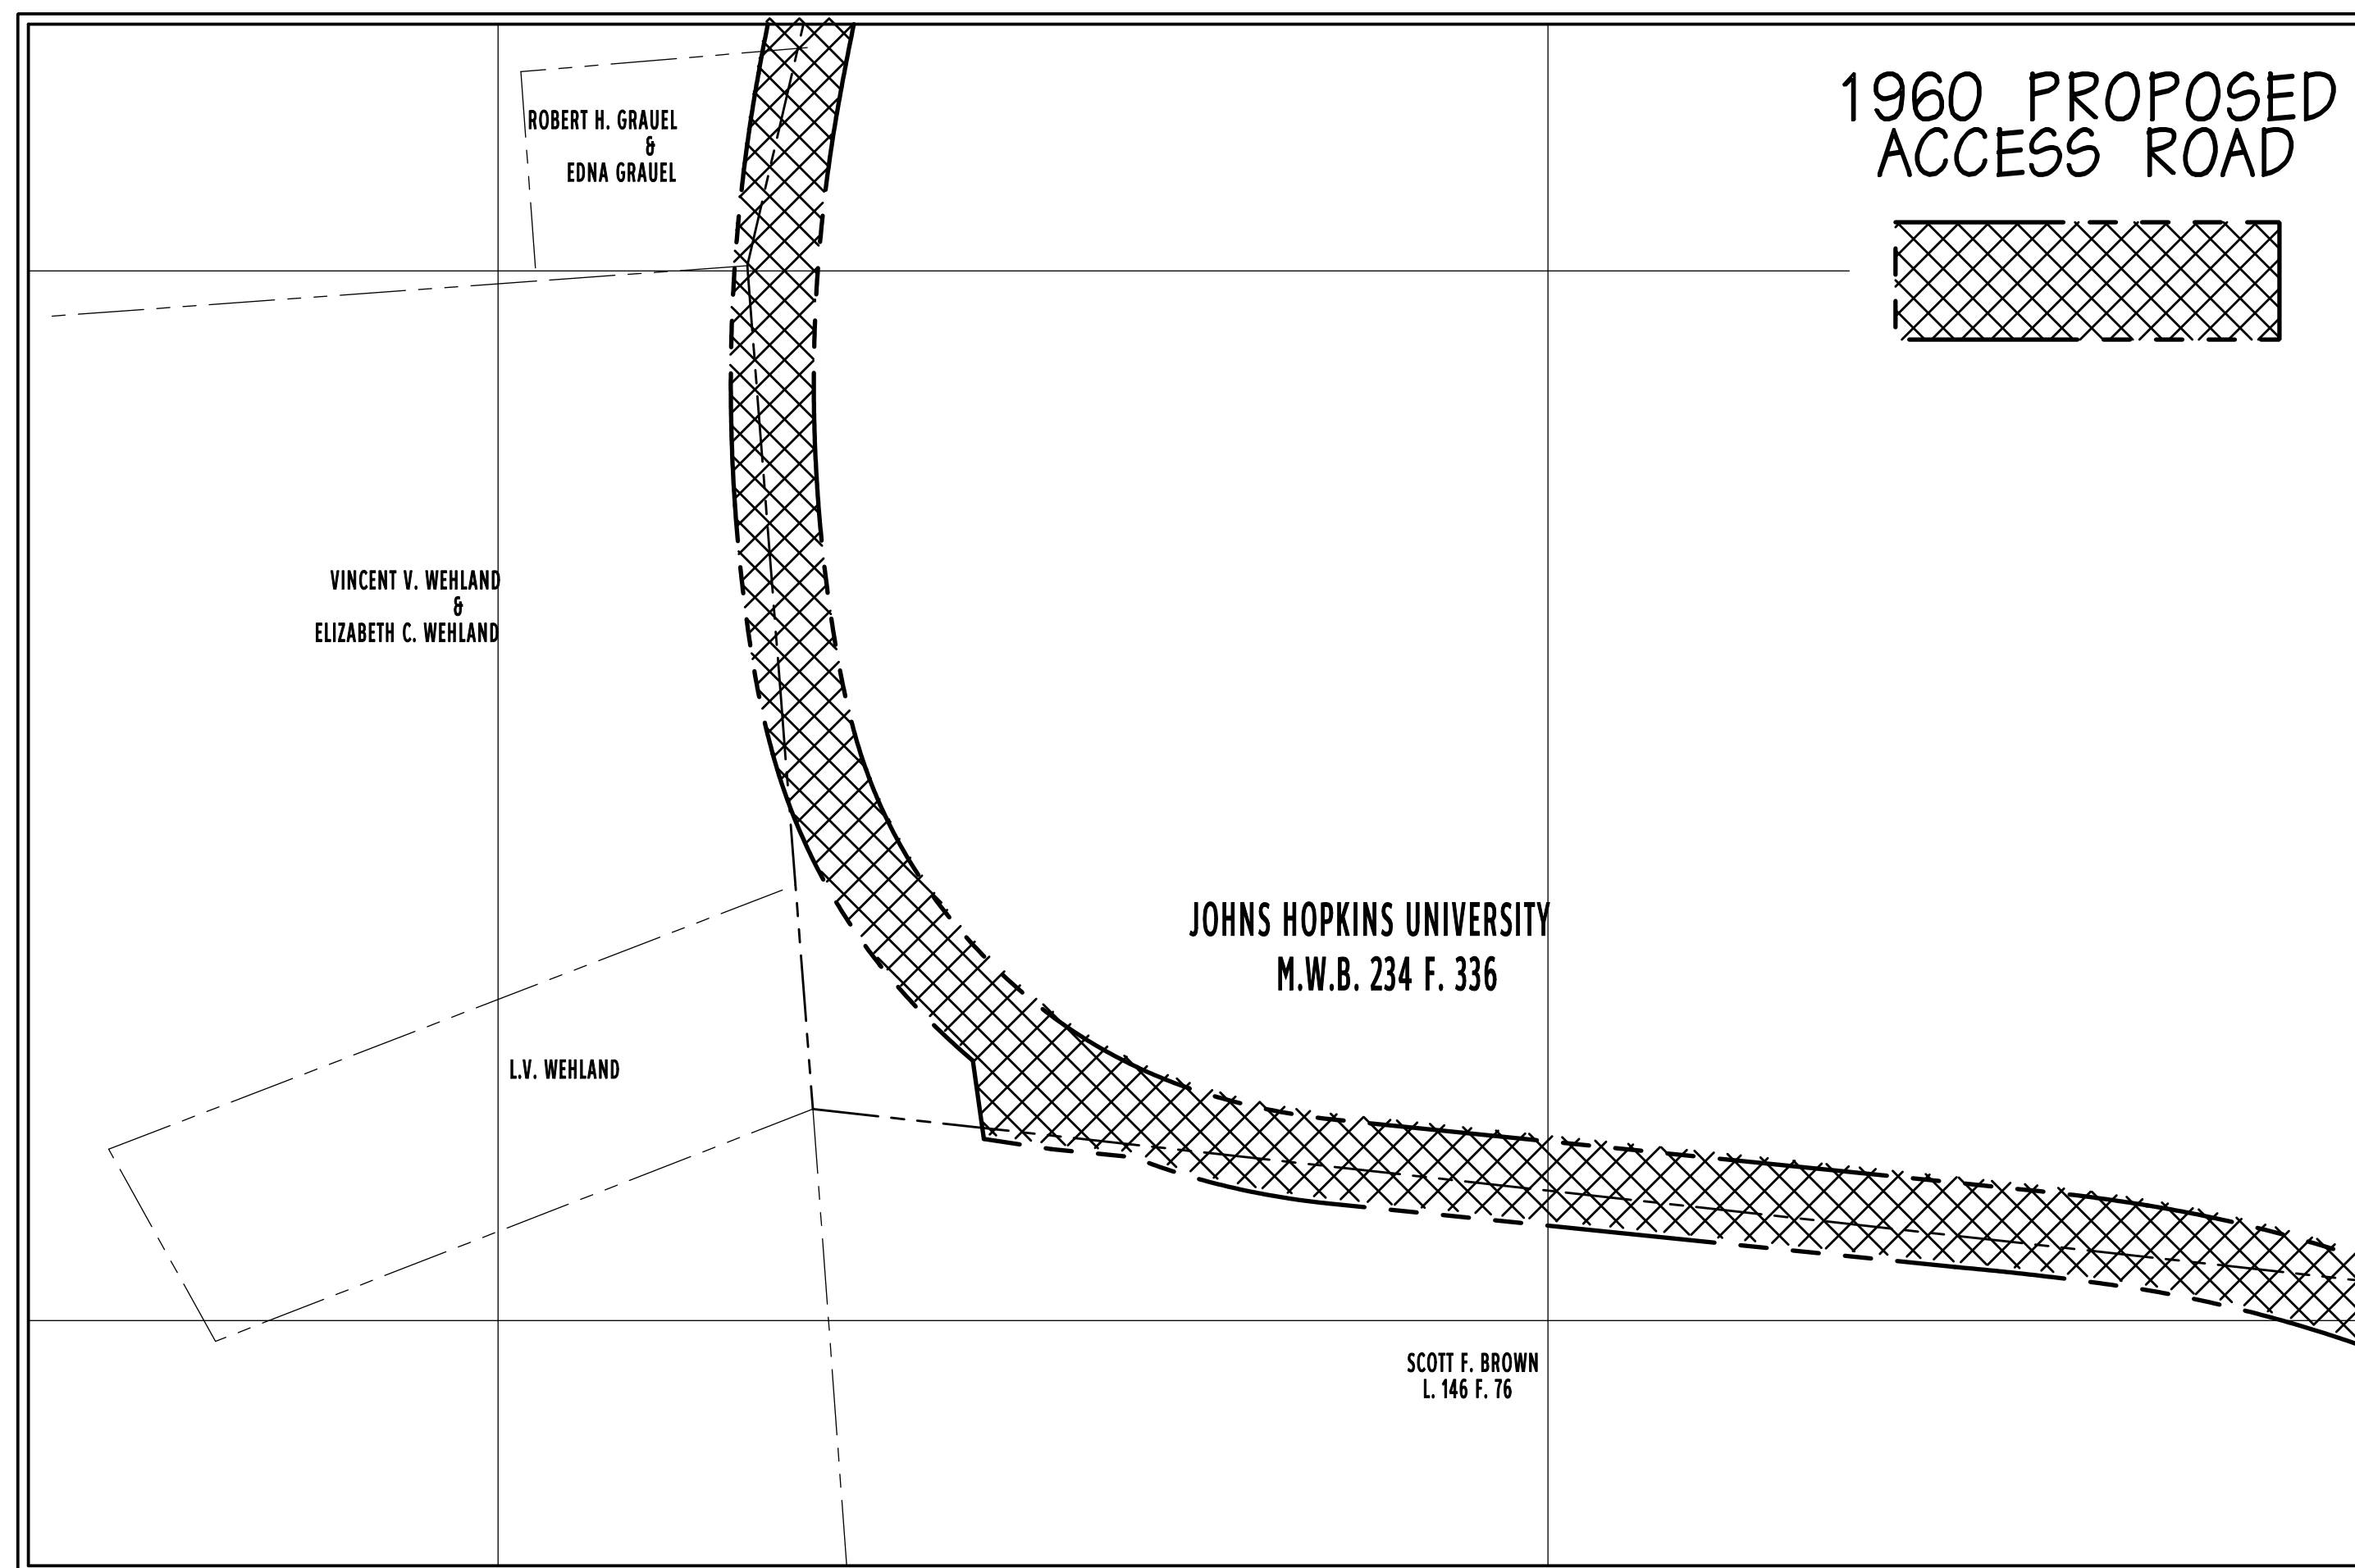 1960 PROPOSED
ACCESS ROAD
ROBERT H. GRAUEL
&
EDNA GRAUEL
VINCENT V. WEHLAND
&
ELIZABETH C. WEHLAND
JOHNS HOPKINS UNIVERSITY
M.W.B. 234 F. 336
L.V. WEHLAND
SCOTT F. BROWN
L. 146 F. 76